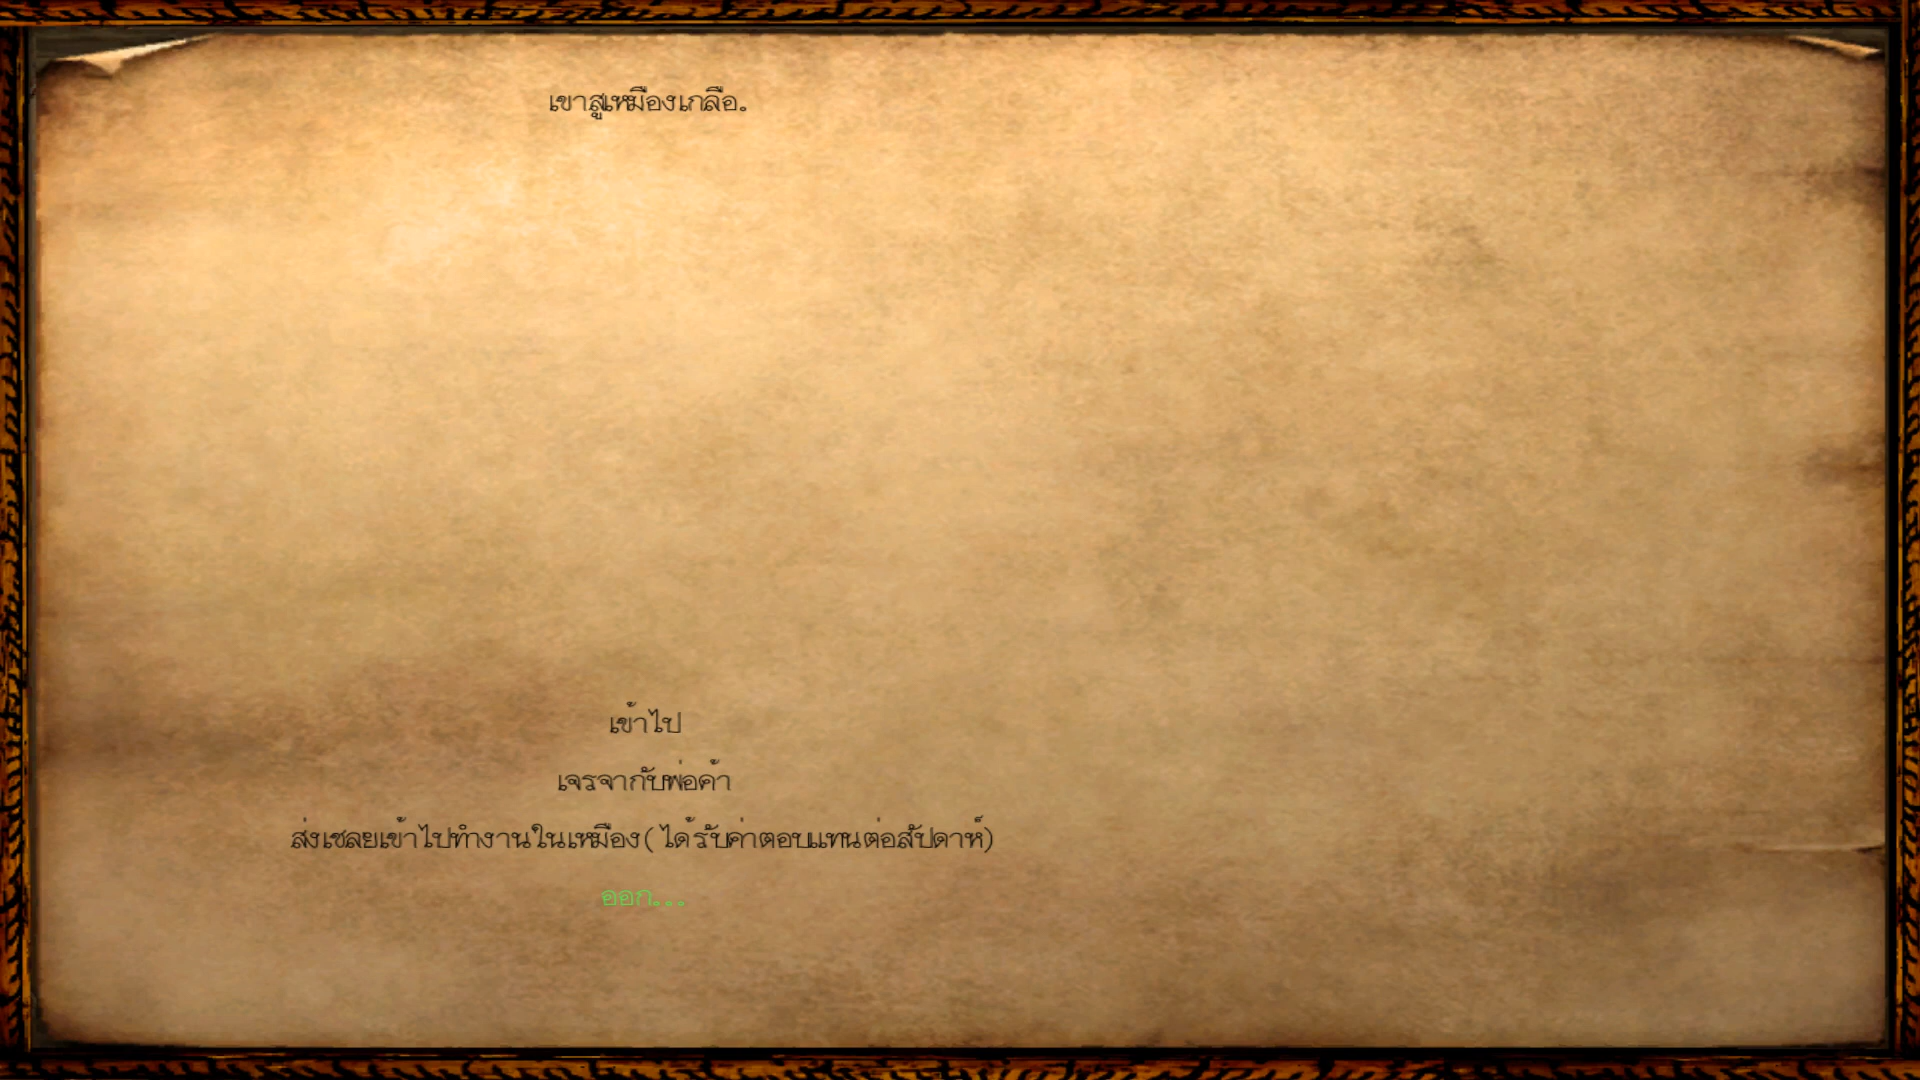 เขาสูเหมืองเกลือ.
เข้าไป
เจรจากับพ่อค้า
ส่งเชลยเข้าไปทำงานในเหมือง( ได้รับค่าตอบแทนต่อสัปดาห์)
ออก...